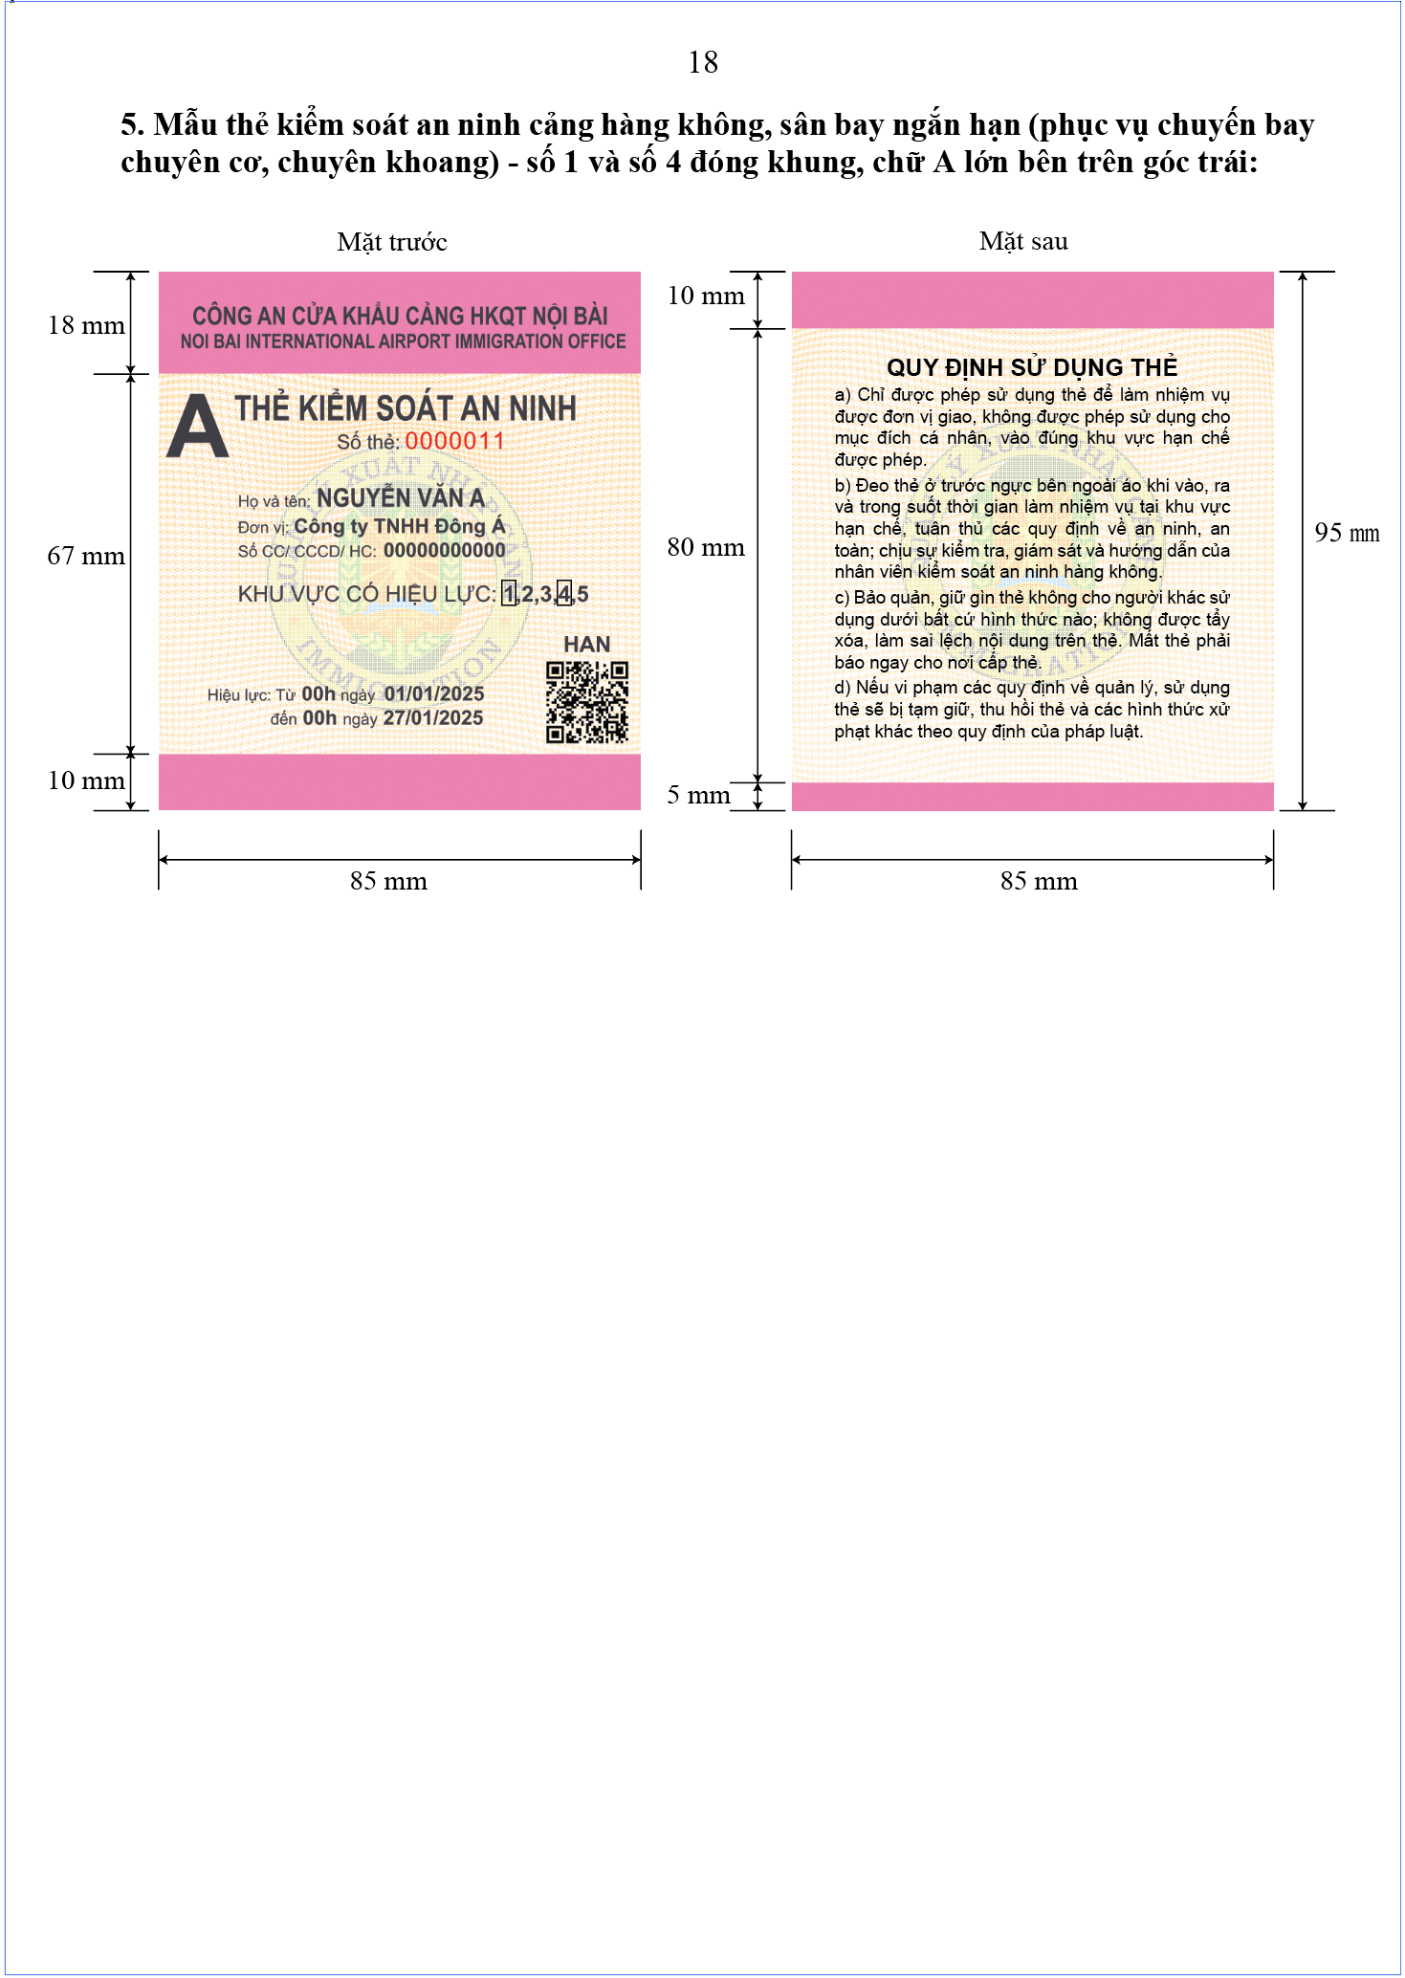 18
5. Mẫu thẻ kiểm soát an ninh cảng hàng không, sân bay ngắn hạn (phục vụ chuyến bay
chuyên cơ, chuyên khoang) - số 1 và số 4 đóng khung, chữ A lớn bên trên góc trái:
Mặt trước
18 mm
67 mm
10 mm
85 mm
CÔNG AN CỬA KHẨU CẢNG HKQT NỘI BÀI
NOI BAI INTERNATIONAL AIRPORT IMMIGRATION OFFICE
A
THẺ KIỂM SOÁT AN NINH
Số thẻ: 0000011
Họ và tên: NGUYỄN VĂN A
Đơn vị: Công ty TNHH Đông Á
Số CC/ CCCD/ HC: 00000000000
KHU VỰC CÓ HIỆU LỰC: 1,2,3,4,5
HAN
Hiệu lực: Từ 00h ngày 01/01/2025
đến 00h ngày 27/01/2025
QUẢN LÝ XUẤT NHẬP CẢNH
IMMIGRATION
Mặt sau
10 mm
80 mm
5 mm
95 mm
85 mm
QUY ĐỊNH SỬ DỤNG THẺ
a) Chỉ được phép sử dụng thẻ để làm nhiệm vụ
được đơn vị giao, không được phép sử dụng cho
mục đích cá nhân, vào đúng khu vực hạn chế
được phép.
b) Đeo thẻ ở trước ngực bên ngoài áo khi vào, ra
và trong suốt thời gian làm nhiệm vụ tại khu vực
hạn chế, tuân thủ các quy định về an ninh, an
toàn; chịu sự kiểm tra, giám sát và hướng dẫn của
nhân viên kiểm soát an ninh hàng không.
c) Bảo quản, giữ gìn thẻ không cho người khác sử
dụng dưới bất cứ hình thức nào; không được tẩy
xóa, làm sai lệch nội dung trên thẻ. Mất thẻ phải
báo ngay cho nơi cấp thẻ.
d) Nếu vi phạm các quy định về quản lý, sử dụng
thẻ sẽ bị tạm giữ, thu hồi thẻ và các hình thức xử
phạt khác theo quy định của pháp luật.